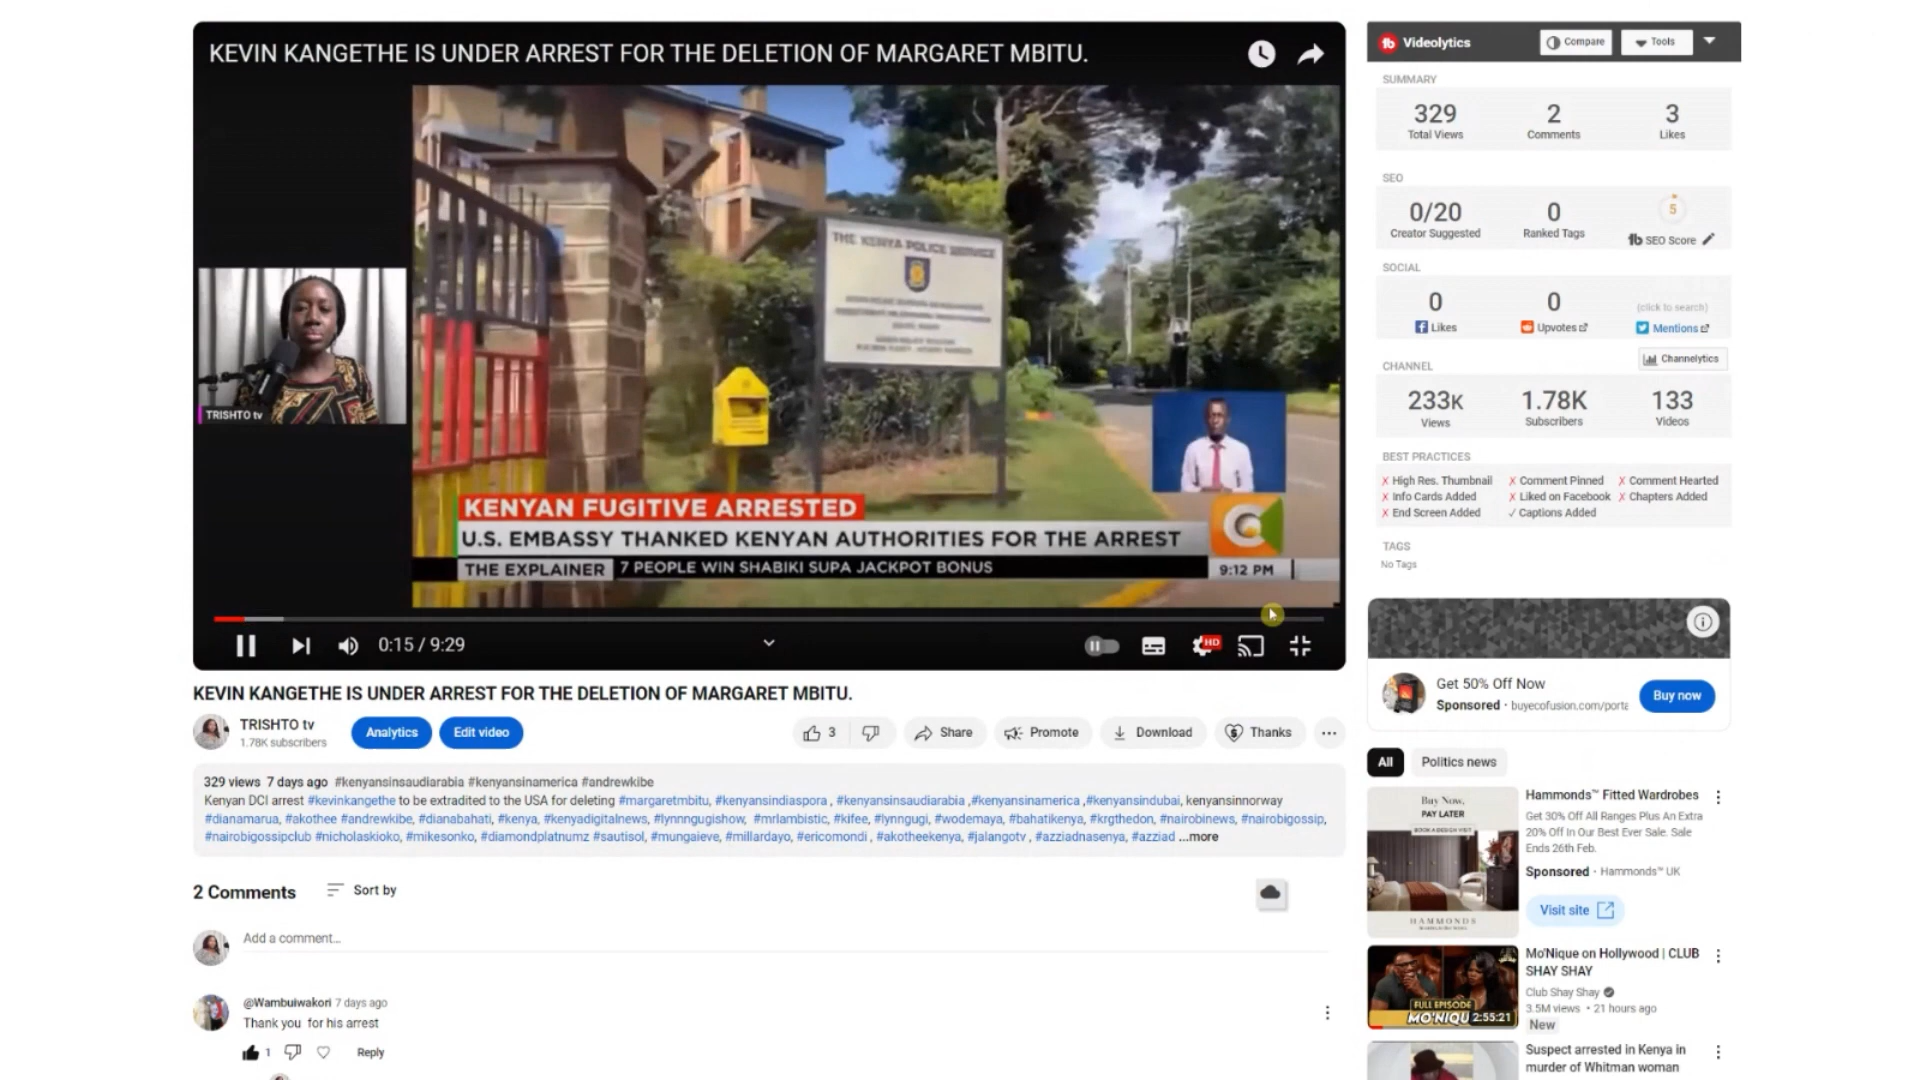 KEVIN KANGETHE IS UNDER ARREST FOR THE DELETION OF MARGARET MBITU.
THE KENYA POLICE SERVICE
TRISHTO tv
KENYAN FUGITIVE ARRESTED
U.S. EMBASSY THANKED KENYAN AUTHORITIES FOR THE ARREST
THE EXPLAINER 7 PEOPLE WIN SHABIKI SUPA JACKPOT BONUS 9:12 PM
0:15 / 9:29
HD
KEVIN KANGETHE IS UNDER ARREST FOR THE DELETION OF MARGARET MBITU.
TRISHTO tv
1.78K subscribers
Analytics
Edit video
3
Share
Promote
Download
Thanks
329 views 7 days ago #kenyansinsaudiarabia #kenyansinamerica #andrewkibe
Kenyan DCI arrest #kevinkangethe to be extradited to the USA for deleting #margaretmbitu, #kenyansindiaspora , #kenyansinsaudiarabia ,#kenyansinamerica ,#kenyansindubai, kenyansinnorway
#dianamarua, #akothee #andrewkibe, #dianabahati, #kenya, #kenyadigitalnews, #lynnngugishow, #mrlambistic, #kifee, #lynngugi, #wodemaya, #bahatikenya, #krgthedon, #nairobinews, #nairobigossip,
#nairobigossipclub #nicholaskioko, #mikesonko, #diamondplatnumz #sautisol, #mungaieve, #millardayo, #ericomondi , #akotheekenya, #jalangotv , #azziadnasenya, #azziad ...more
2 Comments
Sort by
Add a comment...
@Wambuiwakori 7 days ago
Thank you for his arrest
1
Reply
tb Videolytics
Compare
Tools
SUMMARY
329 2 3
Total Views Comments Likes
SEO
0/20 0 5
Creator Suggested Ranked Tags tb SEO Score
SOCIAL
0 0 (click to search)
Likes Upvotes Mentions
CHANNEL
Channelytics
233K 1.78K 133
Views Subscribers Videos
BEST PRACTICES
X High Res. Thumbnail X Comment Pinned X Comment Hearted
X Info Cards Added X Liked on Facebook X Chapters Added
X End Screen Added ✓ Captions Added
TAGS
No Tags
Get 50% Off Now
Sponsored · buyecofusion.com/porta
Buy now
All
Politics news
Buy Now,
PAY LATER
BOOK A DESIGN VISIT
HAMMONDS
Hammonds™ Fitted Wardrobes
Get 30% Off All Ranges Plus An Extra
20% Off In Our Best Ever Sale. Sale
Ends 26th Feb.
Sponsored · Hammonds™ UK
Visit site
FULL EPISODE
MO'NIQU
2:55:21
Mo'Nique on Hollywood | CLUB
SHAY SHAY
Club Shay Shay
3.5M views • 21 hours ago
New
Suspect arrested in Kenya in
murder of Whitman woman